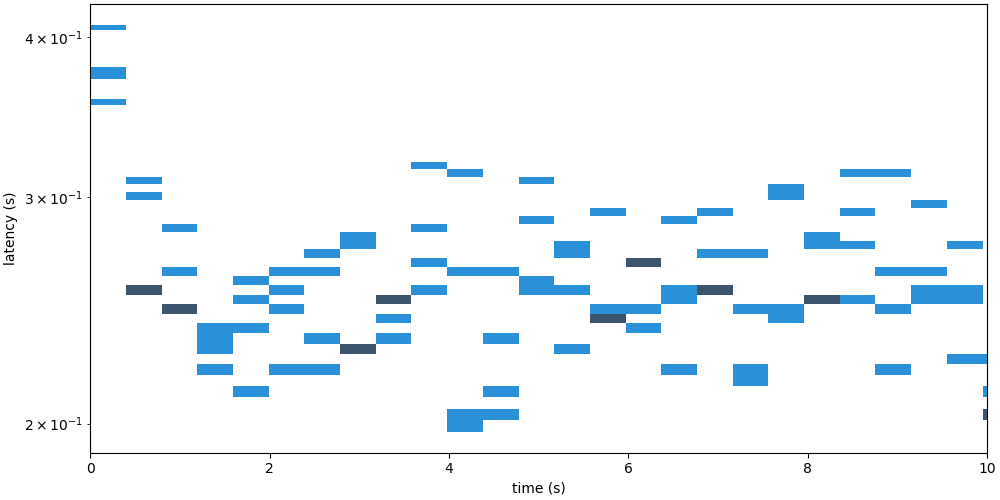 4 × 10⁻¹
3 × 10⁻¹
2 × 10⁻¹
latency (s)
0 2 4 6 8 10
time (s)